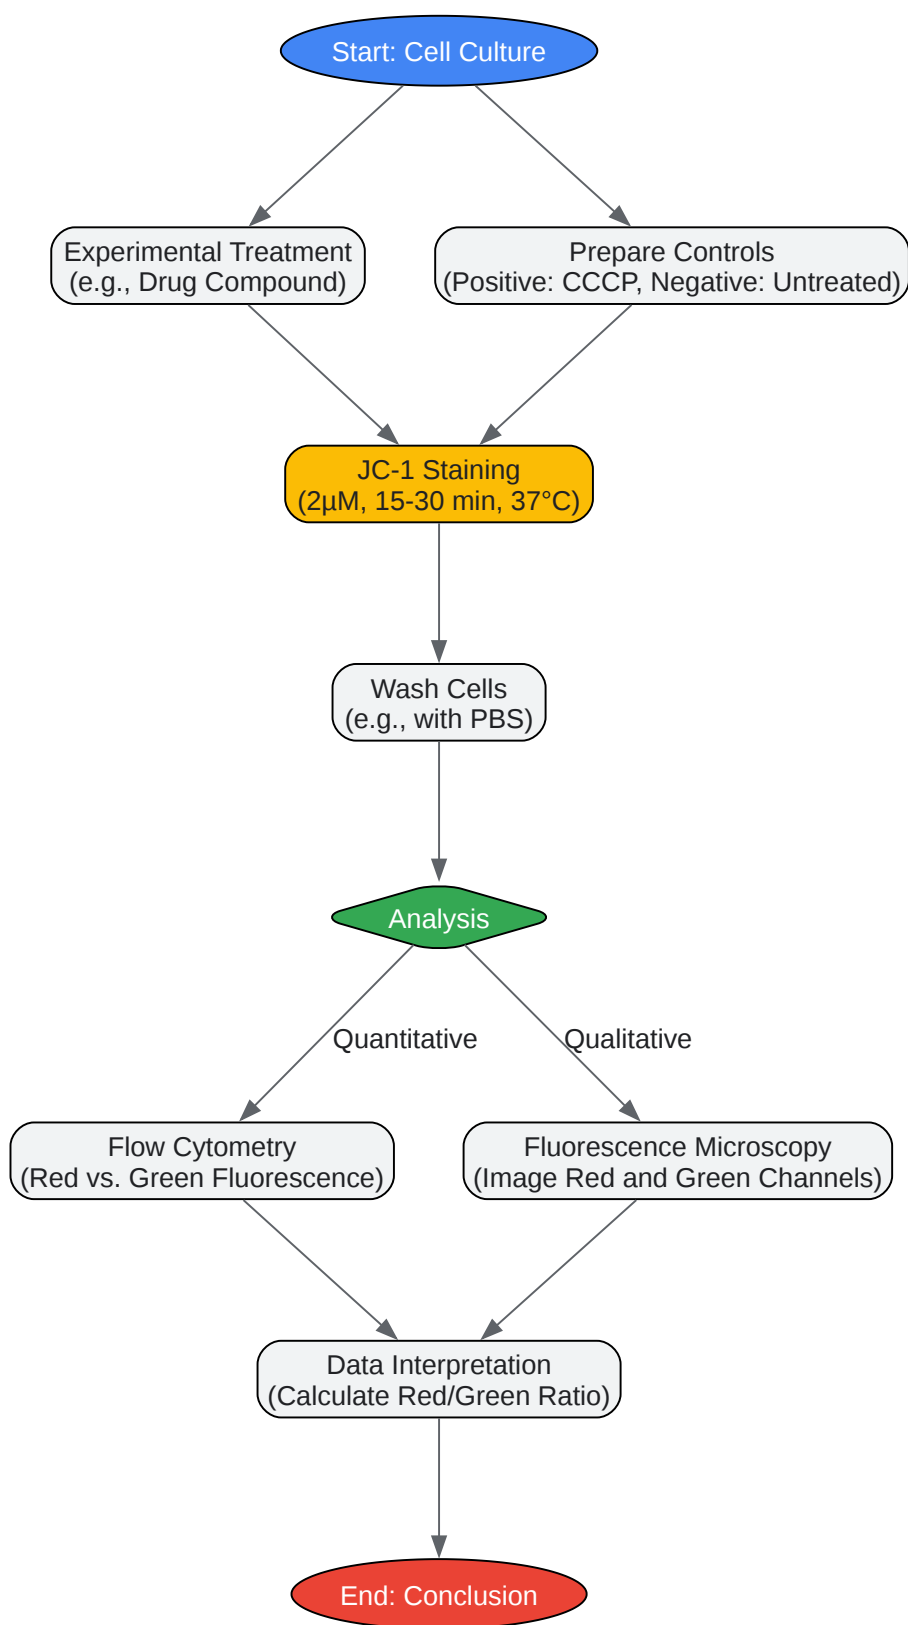 Start: Cell Culture
Experimental Treatment
(e.g., Drug Compound)
Prepare Controls
(Positive: CCCP, Negative: Untreated)
JC-1 Staining
(2µM, 15-30 min, 37°C)
Wash Cells
(e.g., with PBS)
Analysis
Quantitative
Qualitative
Flow Cytometry
(Red vs. Green Fluorescence)
Fluorescence Microscopy
(Image Red and Green Channels)
Data Interpretation
(Calculate Red/Green Ratio)
End: Conclusion